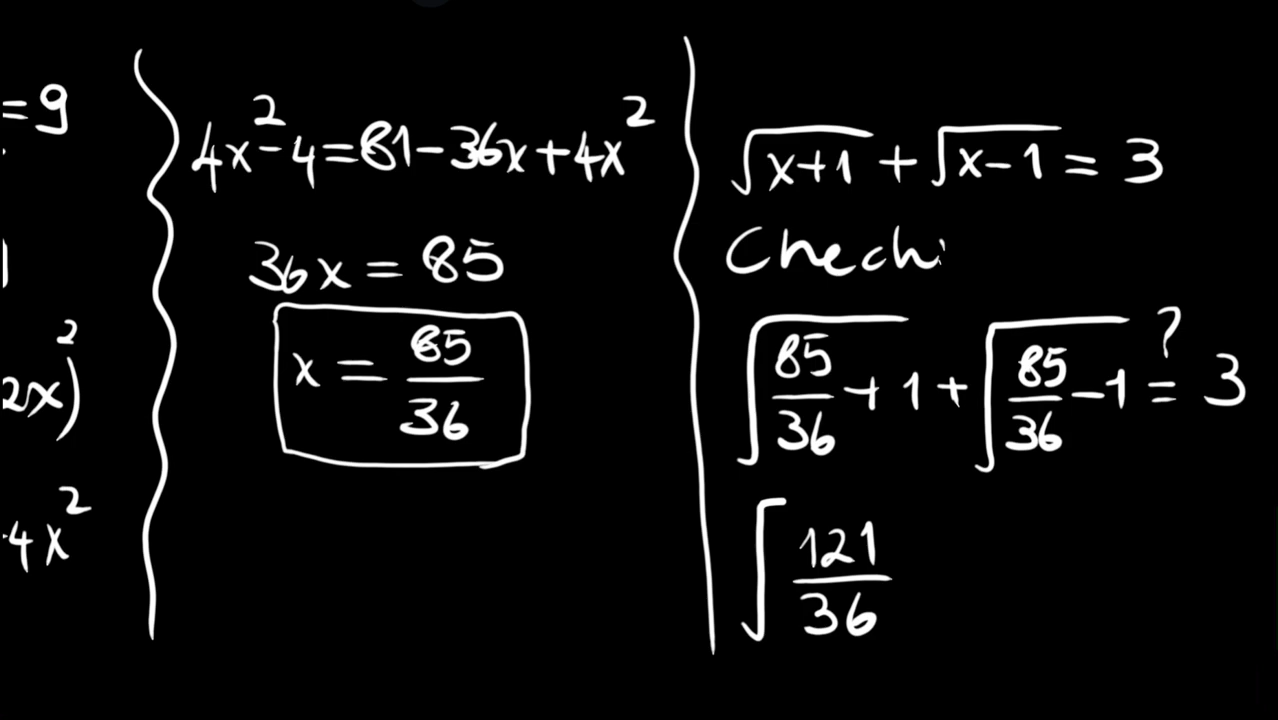 =9
2x)²
4x²
4x²-4=81-36x+4x²
36x=85
x=85/36
√x+1+√x-1=3
Check
√85/36+1+√85/36-1=?3
√121/36